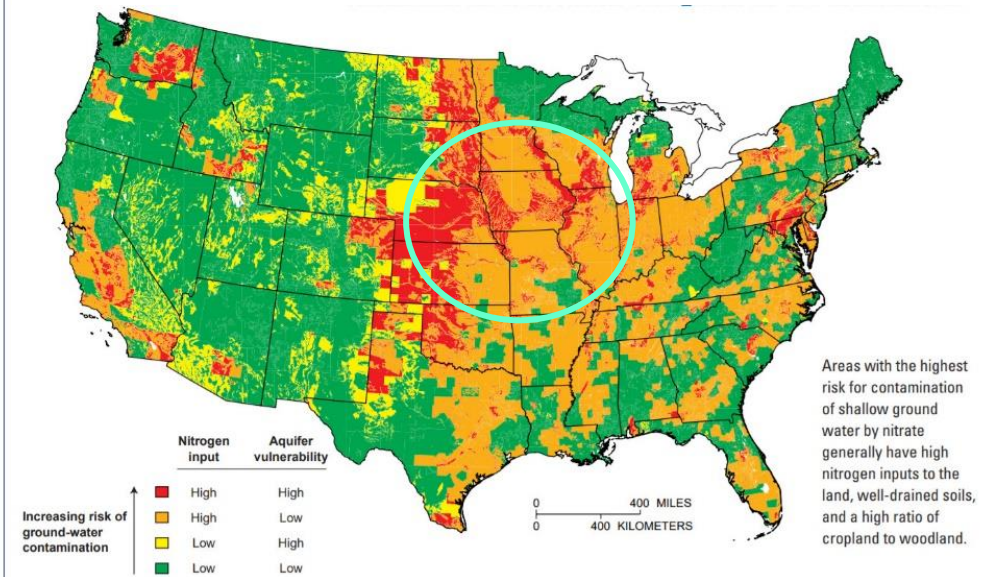 Areas with the highest
risk for contamination
of shallow ground
water by nitrate
generally have high
nitrogen inputs to the
land, well-drained soils,
and a high ratio of
cropland to woodland.
Nitrogen input
Aquifer vulnerability
High High
High Low
Low High
Low Low
Increasing risk of
ground-water
contamination
0 400 MILES
0 400 KILOMETERS